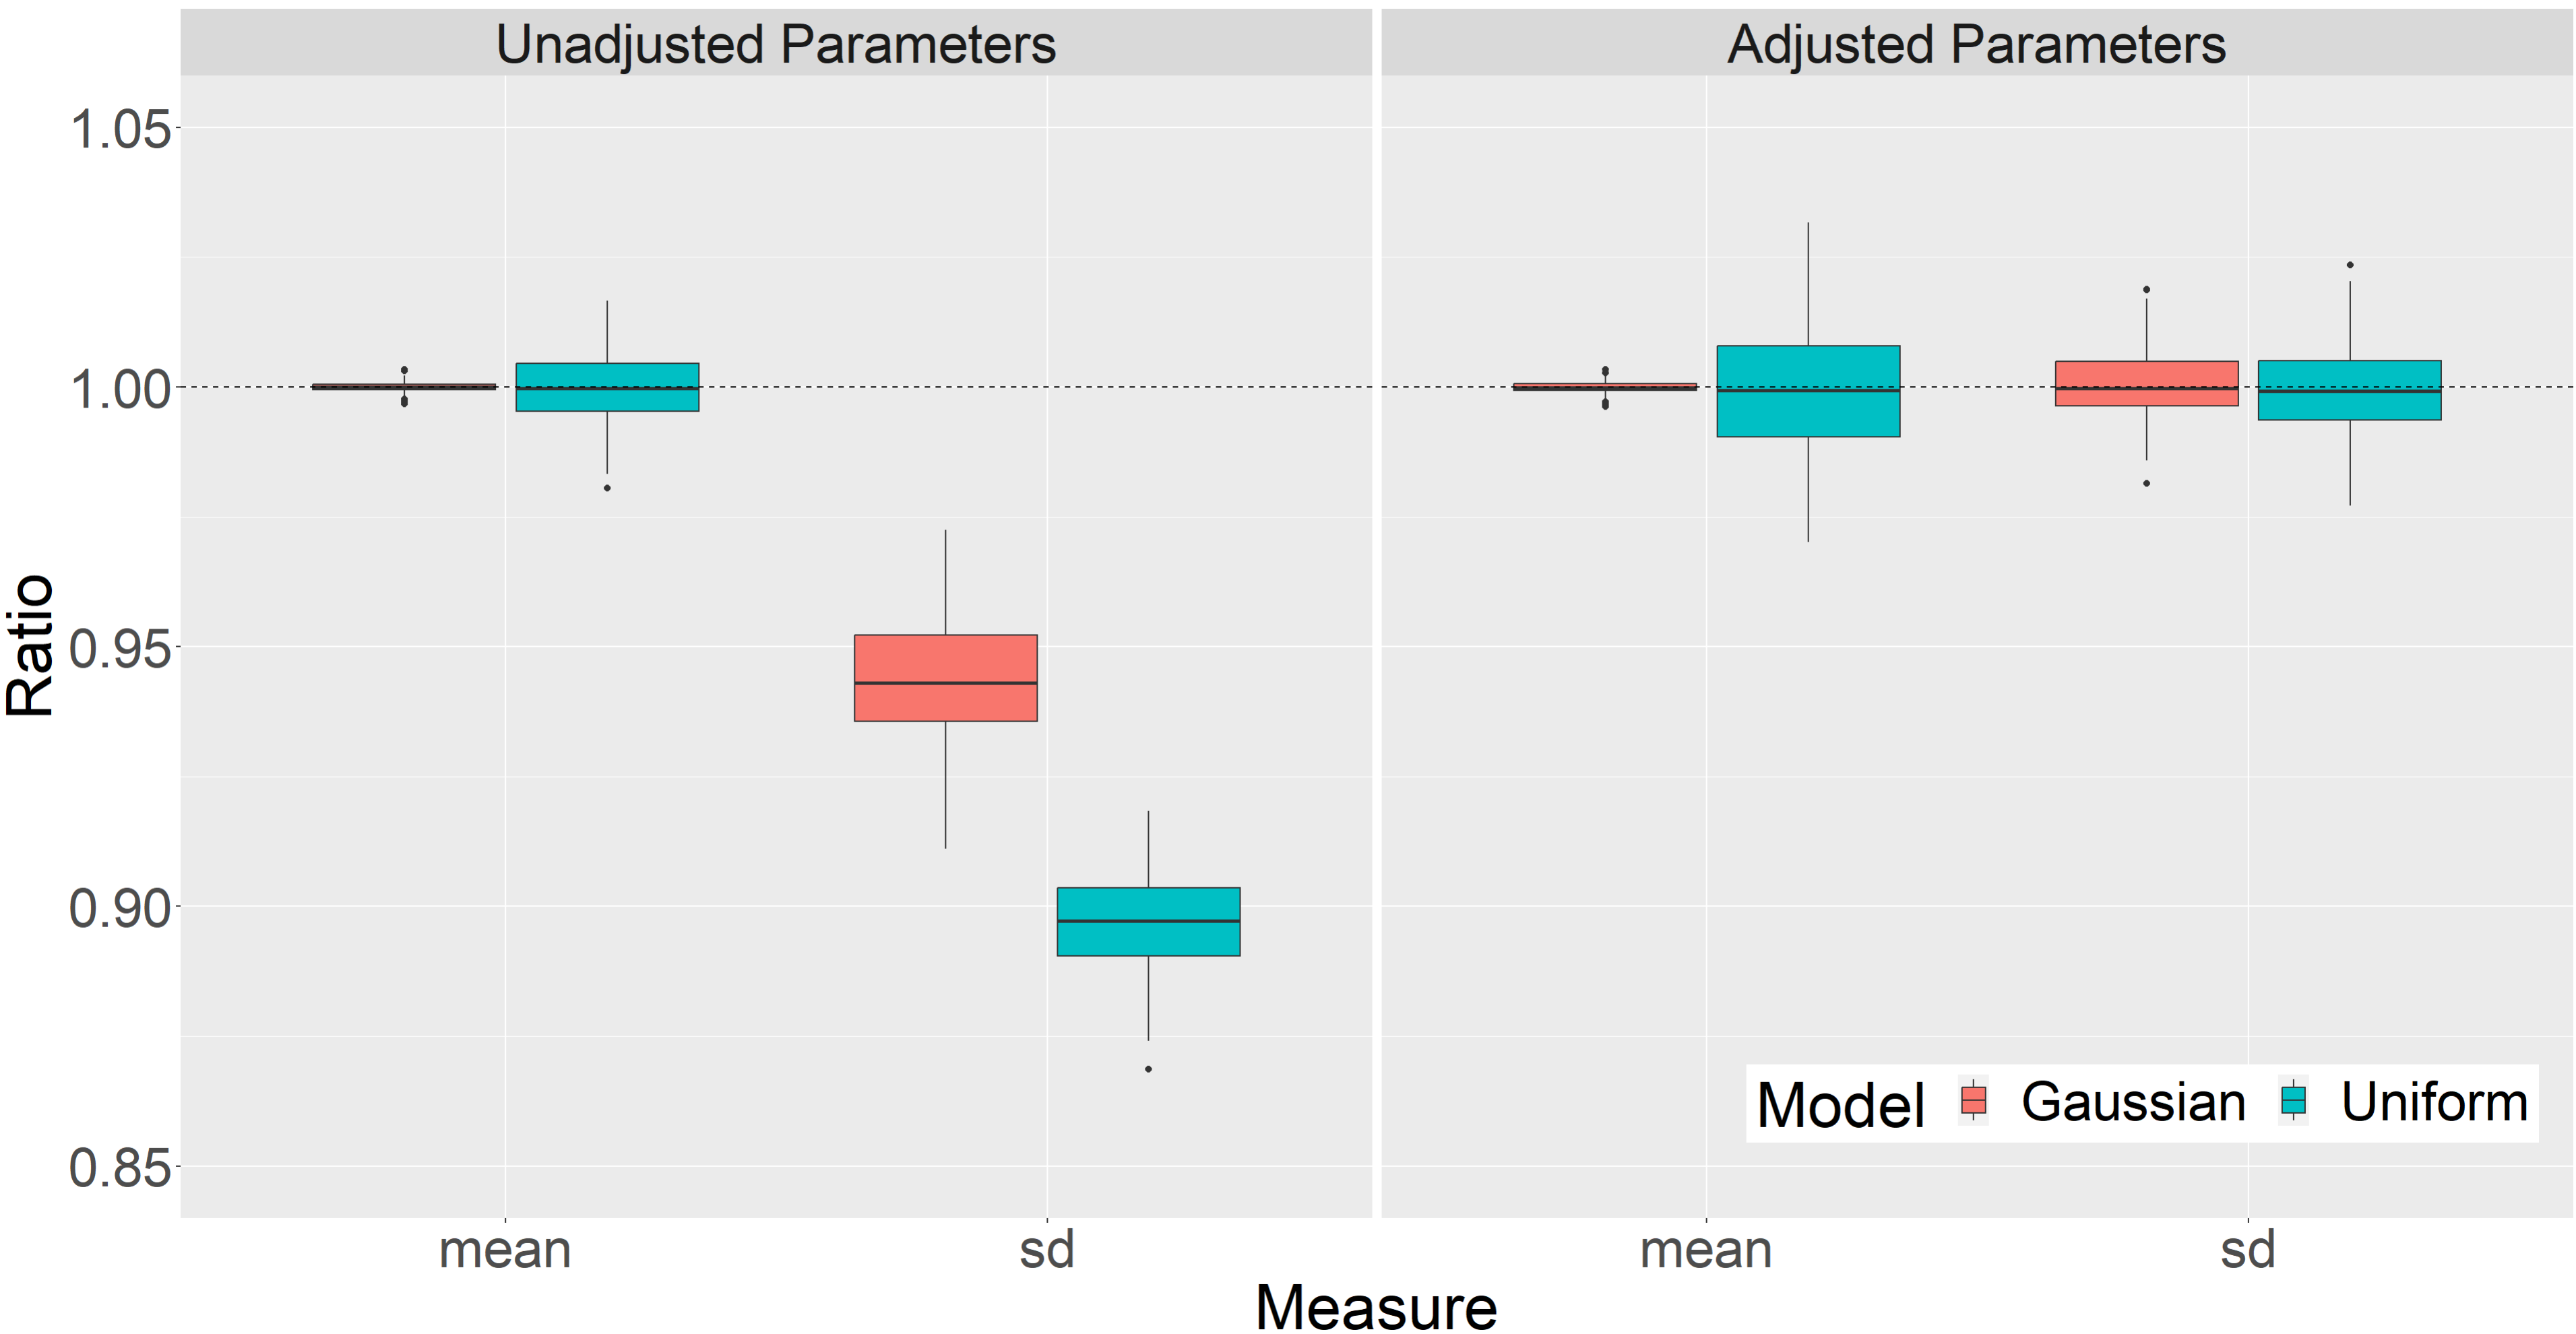 Unadjusted Parameters
Adjusted Parameters
1.05
1.00
0.95
0.90
0.85
Ratio
Model Gaussian Uniform
mean sd mean sd
Measure